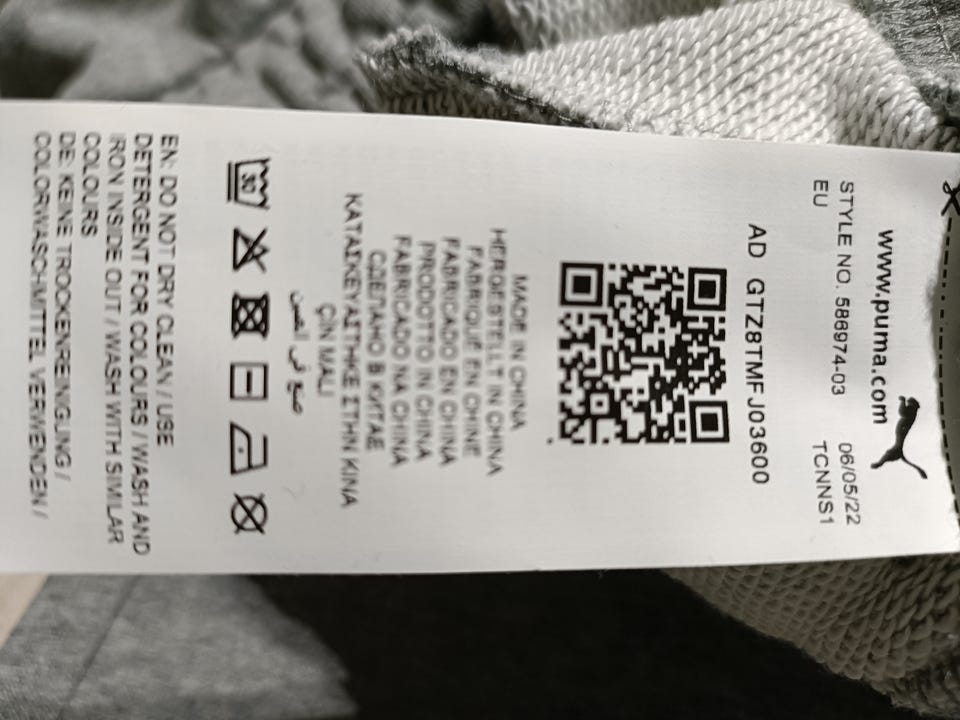 www.puma.com
STYLE NO. 586974-03 06/05/22
EU TCNNS1
AD GTZ8TMFJ03600
MADE IN CHINA
HERGESTELLT IN CHINA
FABRIQUÉ EN CHINE
FABRICADO EN CHINA
PRODOTTO IN CHINA
FABRICADO NA CHINA
СДЕЛАНО В КИТАЕ
ΚΑΤΑΣΚΕΥΑΣΤΗΚΕ ΣΤΗΝ ΚΙΝΑ
ÇİN MALI
صنع في الصين
30
EN: DO NOT DRY CLEAN / USE
DETERGENT FOR COLOURS / WASH AND
IRON INSIDE OUT / WASH WITH SIMILAR
COLOURS
DE: KEINE TROCKENREINIGUNG /
COLORWASCHMITTEL VERWENDEN /